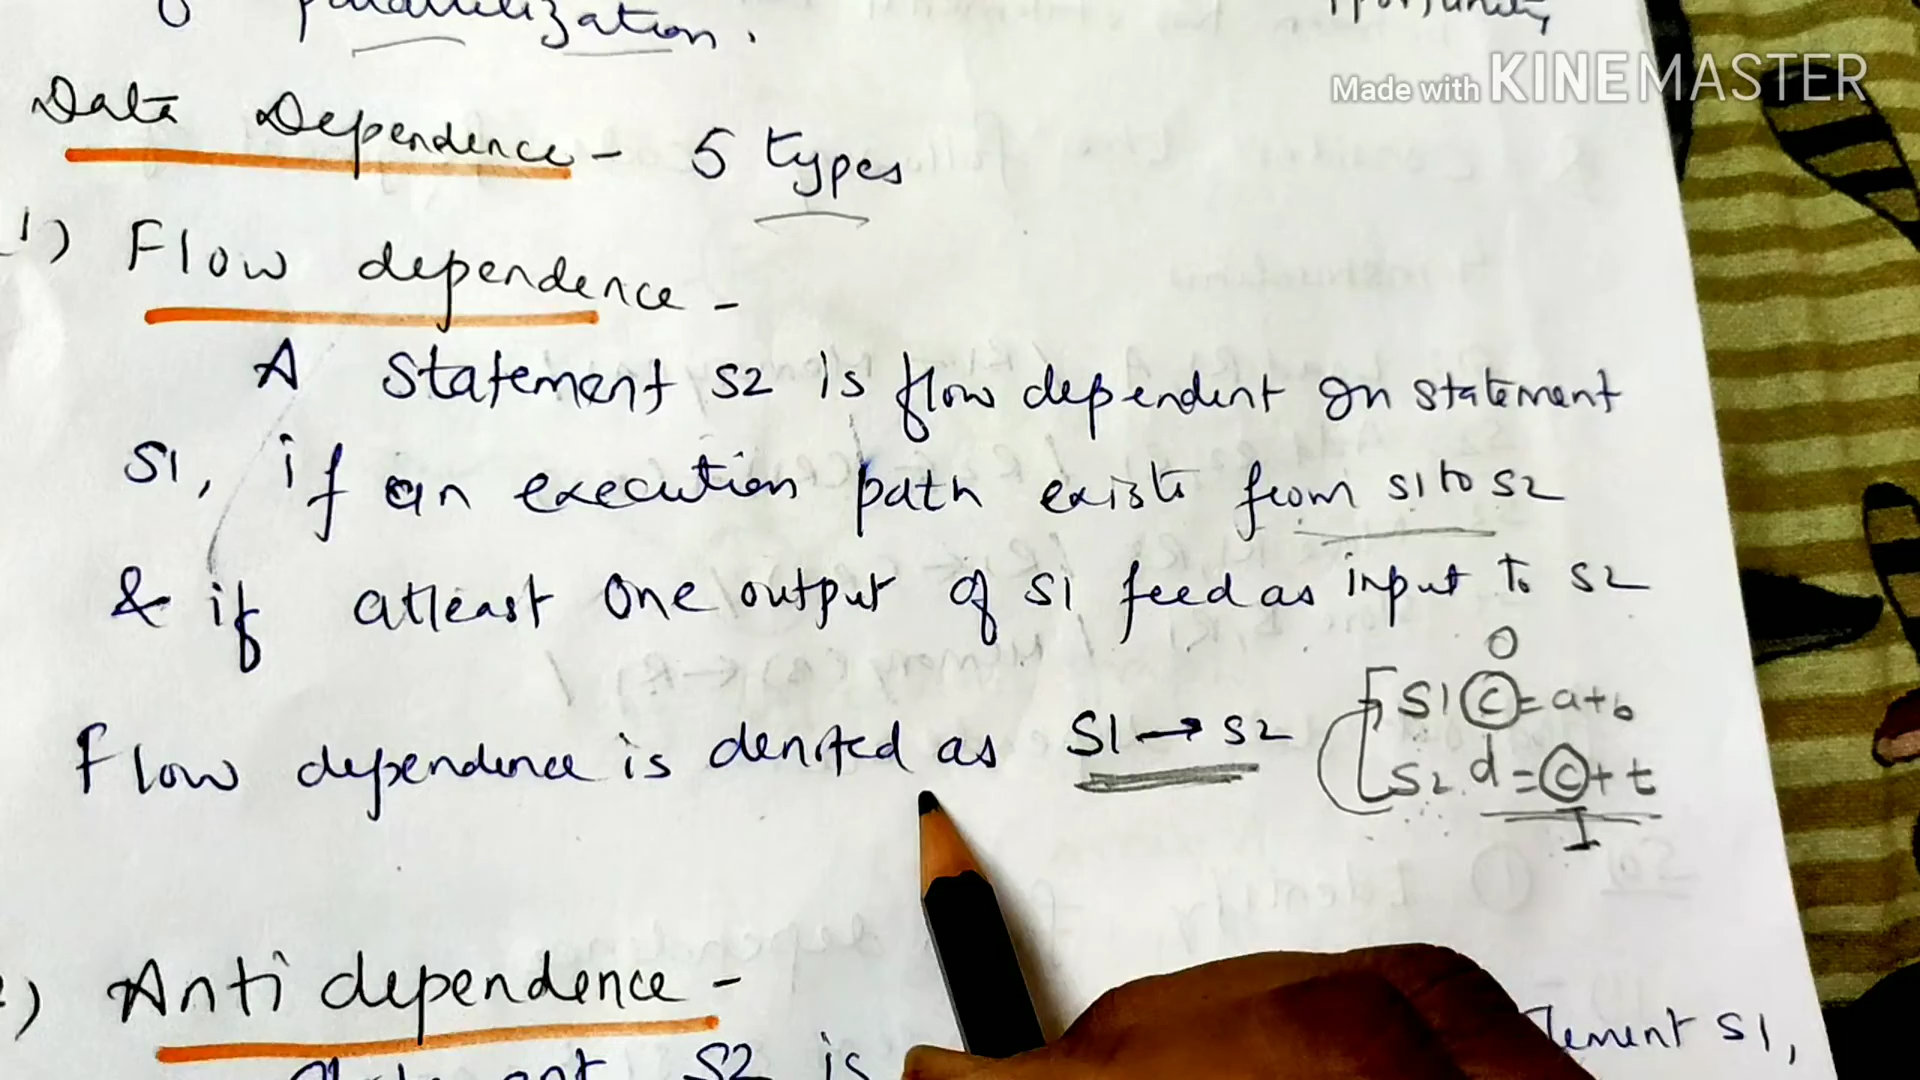 parallelization.
Made with KINEMASTER
Data Dependence - 5 types
1) Flow dependence -
A statement S2 is flow dependent on statement
S1, if an execution path exists from S1 to S2
& if atleast one output of S1 feed as input to S2
O
S1 c = a+b
Flow dependence is denoted as S1 → S2
S2 d = c + t
I
) Anti dependence -
S2 is
S1,